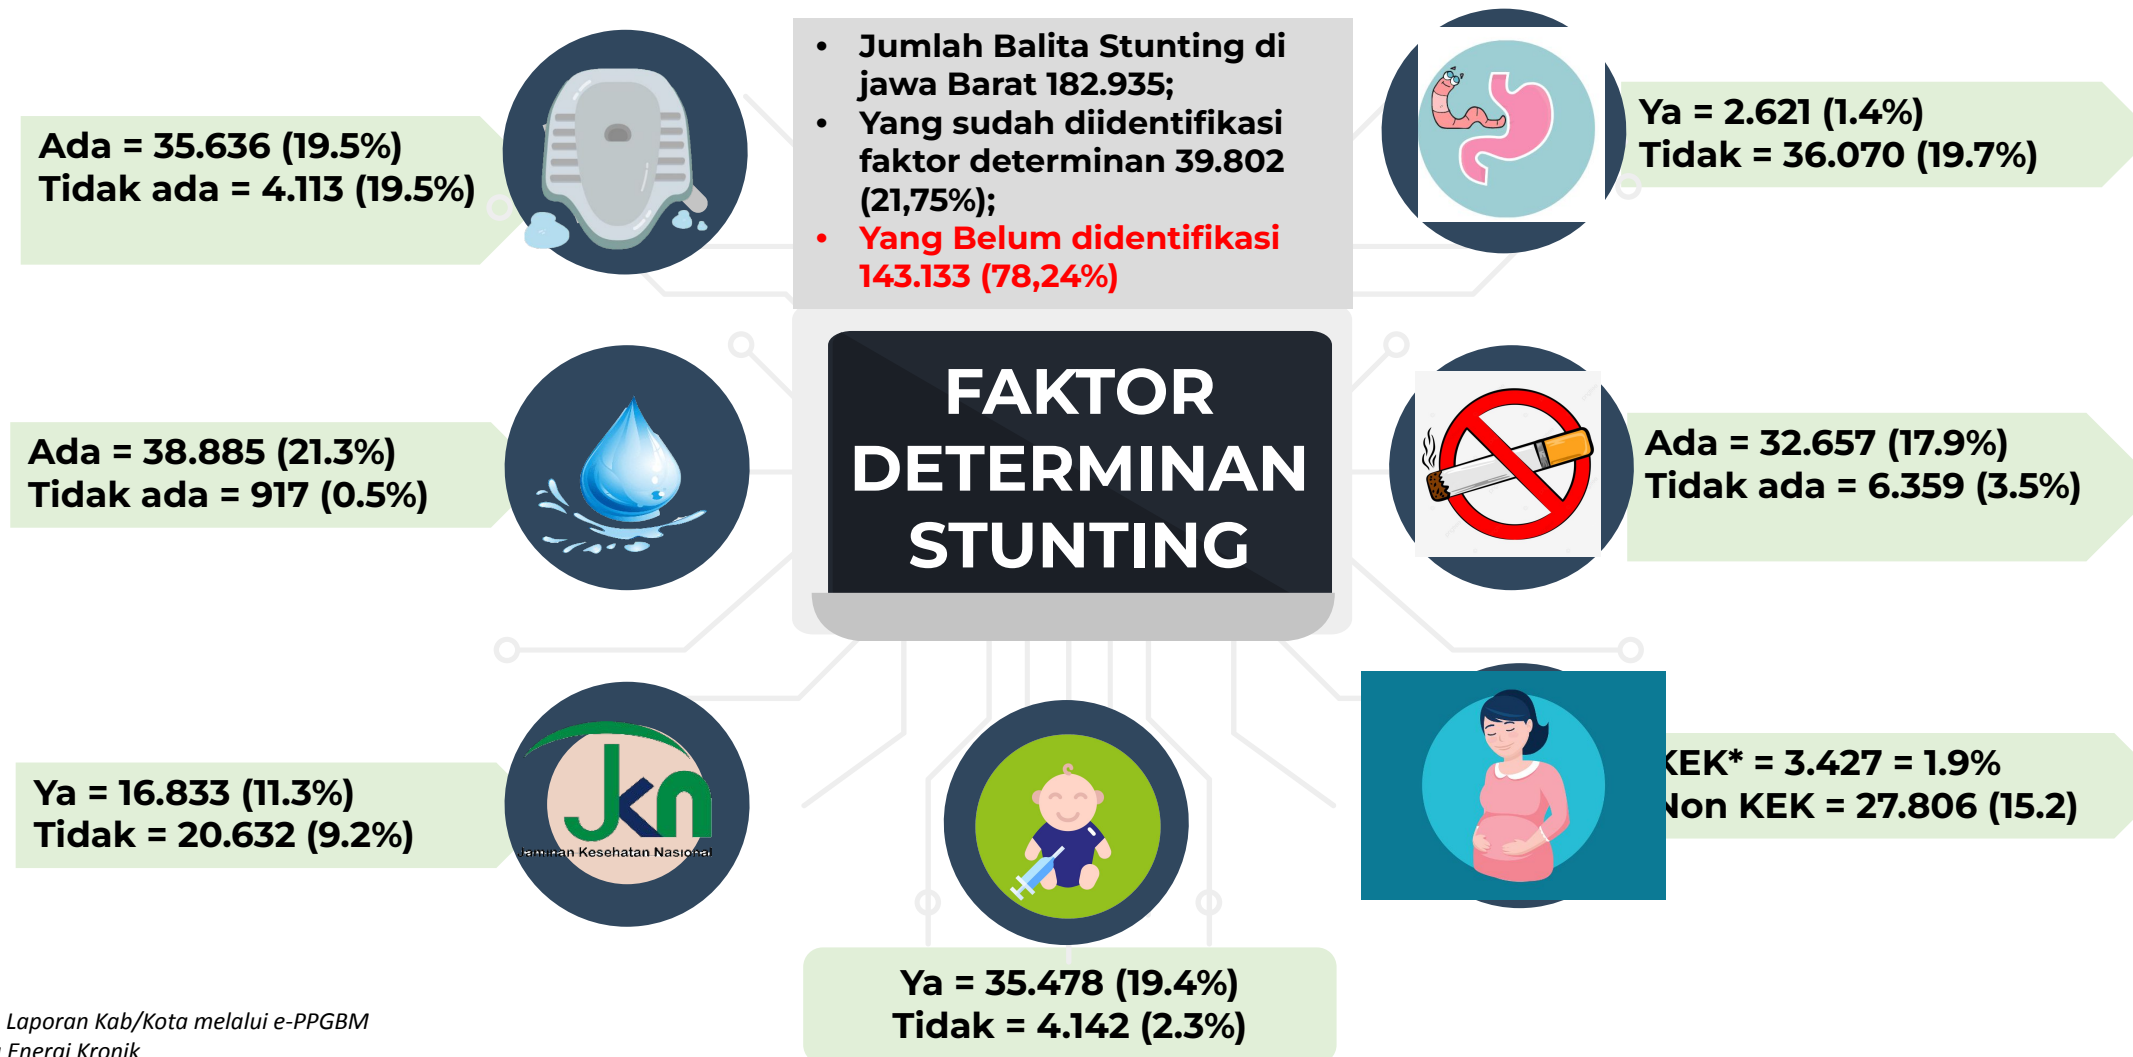 • Jumlah Balita Stunting di
jawa Barat 182.935;
• Yang sudah diidentifikasi
faktor determinan 39.802
(21,75%);
• Yang Belum didentifikasi
143.133 (78,24%)
Ada = 35.636 (19.5%)
Tidak ada = 4.113 (19.5%)
Ya = 2.621 (1.4%)
Tidak = 36.070 (19.7%)
FAKTOR
DETERMINAN
STUNTING
Ada = 38.885 (21.3%)
Tidak ada = 917 (0.5%)
Ada = 32.657 (17.9%)
Tidak ada = 6.359 (3.5%)
Ya = 16.833 (11.3%)
Tidak = 20.632 (9.2%)
Jkn
Jaminan Kesehatan Nasional
KEK* = 3.427 = 1.9%
Non KEK = 27.806 (15.2)
Ya = 35.478 (19.4%)
Tidak = 4.142 (2.3%)
Laporan Kab/Kota melalui e-PPGBM
Energi Kronik